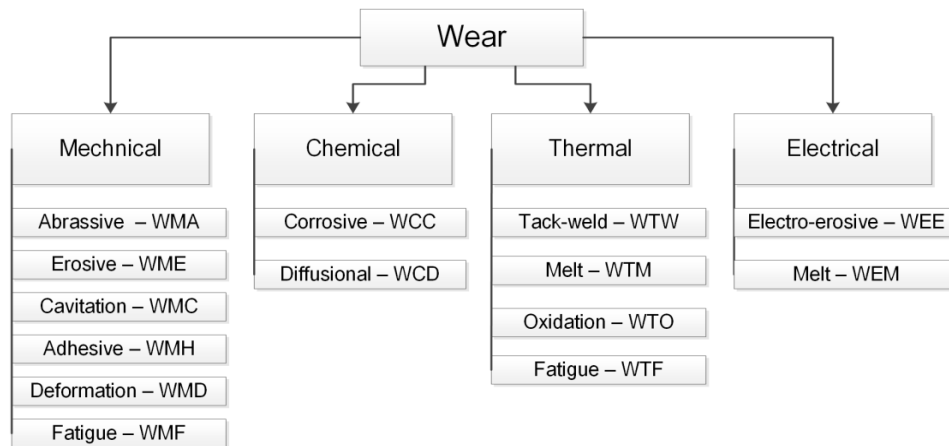 Wear
Mechnical
Abrassive – WMA
Erosive – WME
Cavitation – WMC
Adhesive – WMH
Deformation – WMD
Fatigue – WMF
Chemical
Corrosive – WCC
Diffusional – WCD
Thermal
Tack-weld – WTW
Melt – WTM
Oxidation – WTO
Fatigue – WTF
Electrical
Electro-erosive – WEE
Melt – WEM